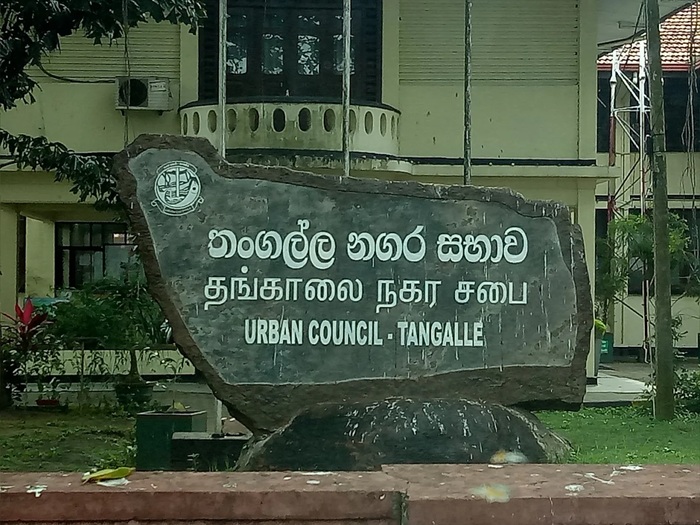 තංගල්ල නගර සභාව
தங்காலை நகர சபை
URBAN COUNCIL - TANGALLE